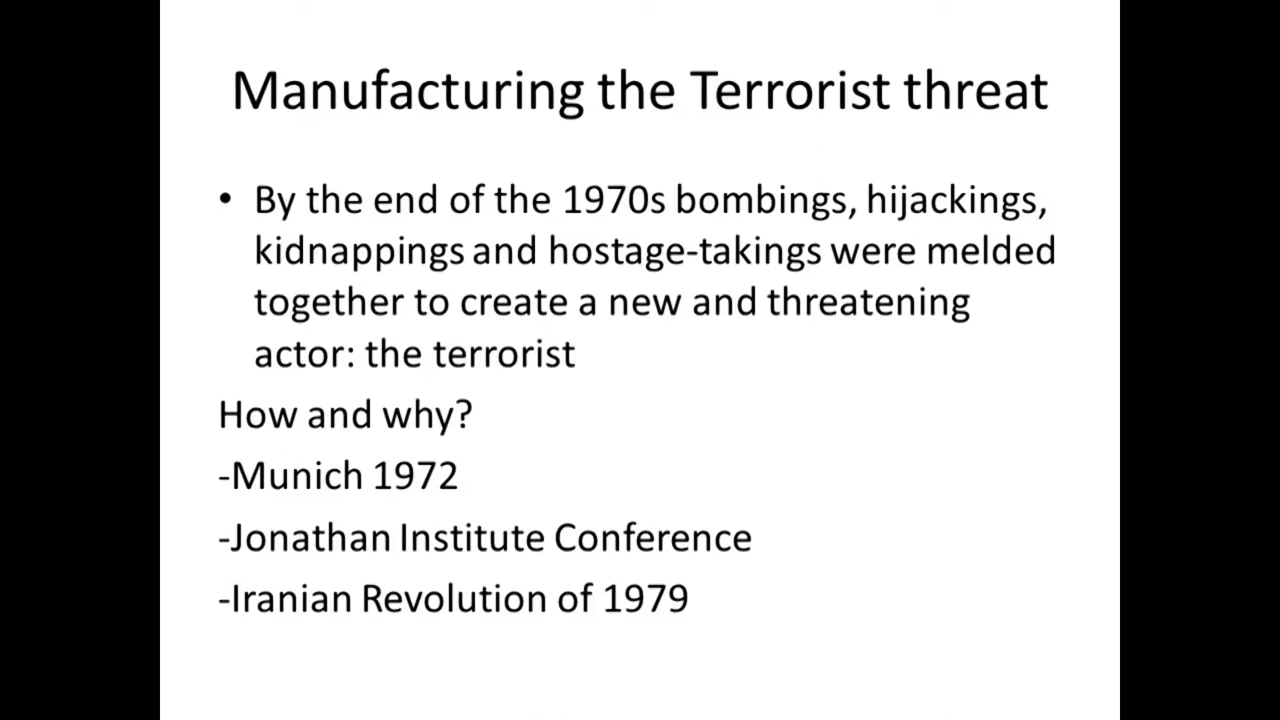 Manufacturing the Terrorist threat
• By the end of the 1970s bombings, hijackings,
kidnappings and hostage-takings were melded
together to create a new and threatening
actor: the terrorist
How and why?
-Munich 1972
-Jonathan Institute Conference
-Iranian Revolution of 1979